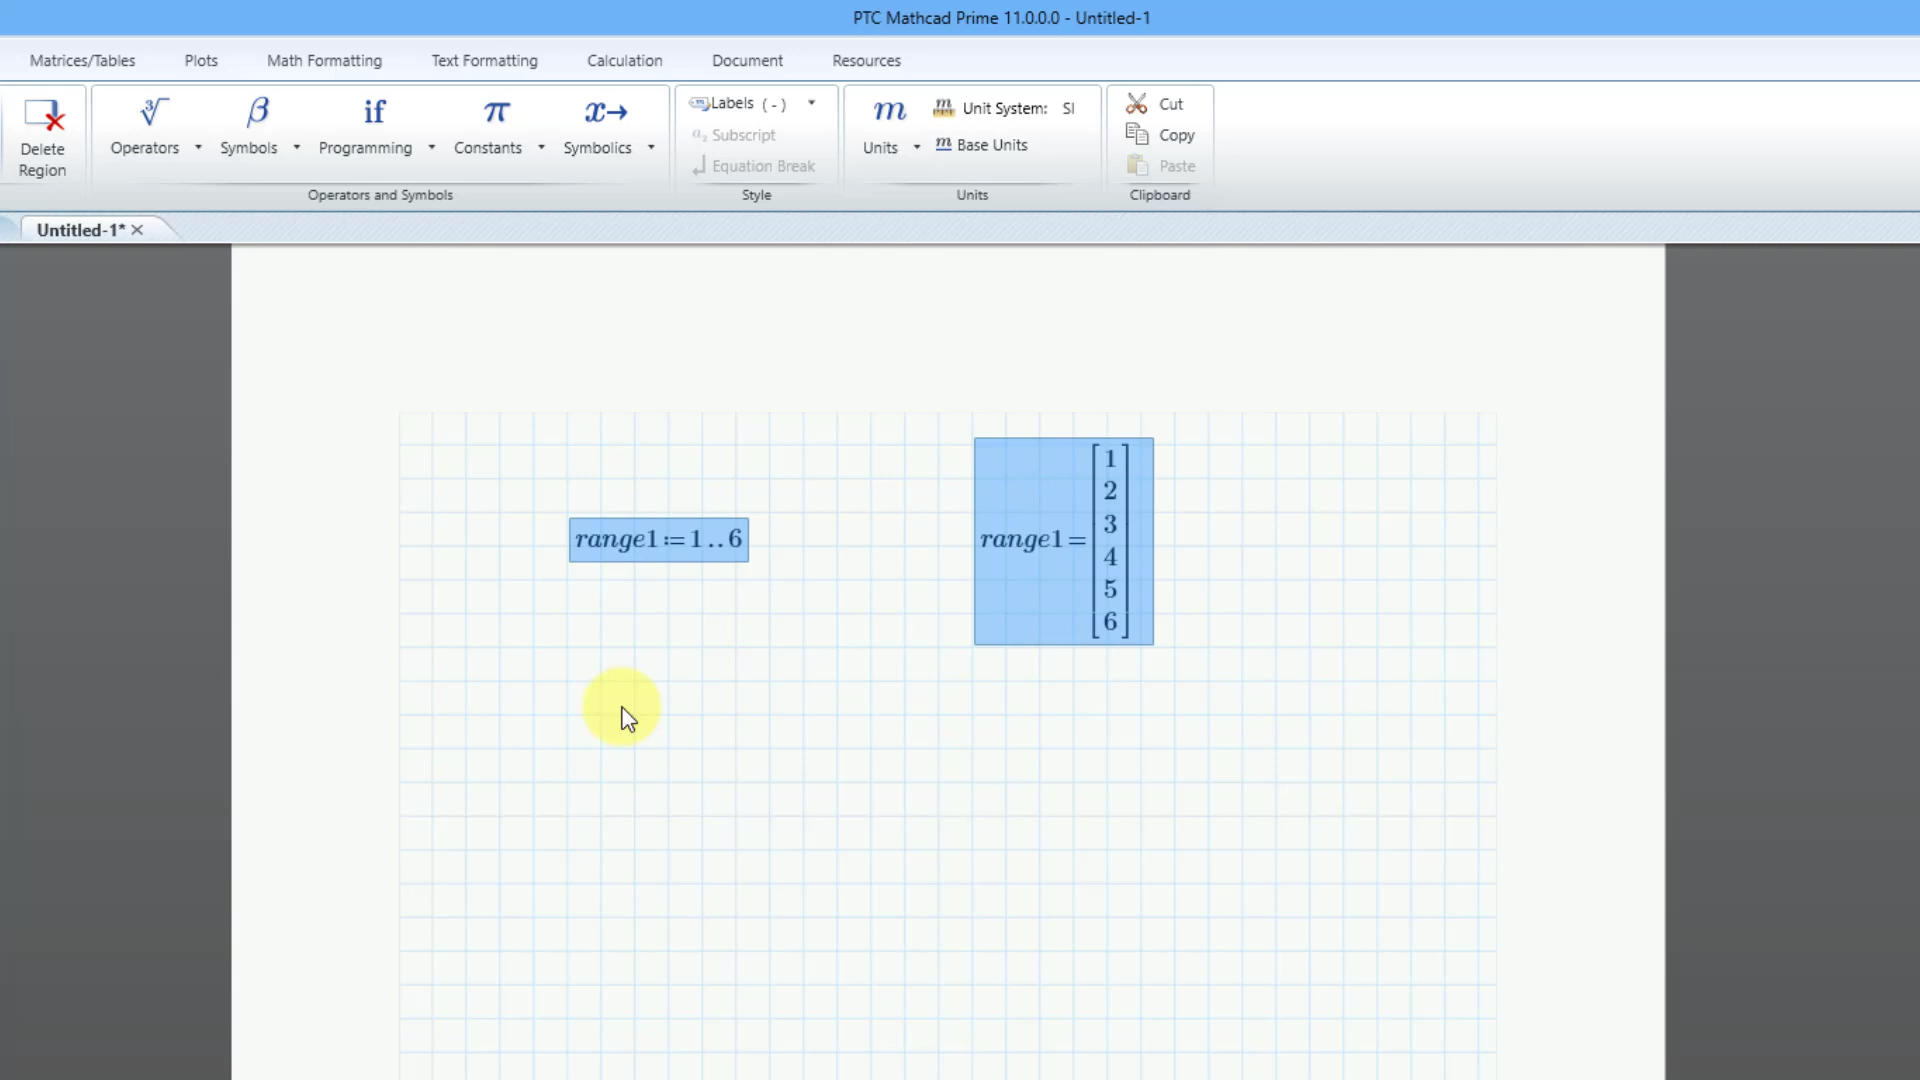 PTC Mathcad Prime 11.0.0.0 - Untitled-1
Matrices/Tables Plots Math Formatting Text Formatting Calculation Document Resources
Delete Region
Operators Symbols Programming Constants Symbolics
β if π x→
Operators and Symbols
Labels ( - )
Subscript
Equation Break
Style
m
Units
Unit System: SI
Base Units
Units
Cut
Copy
Paste
Clipboard
Untitled-1*
range1≔1..6
range1=
1
2
3
4
5
6